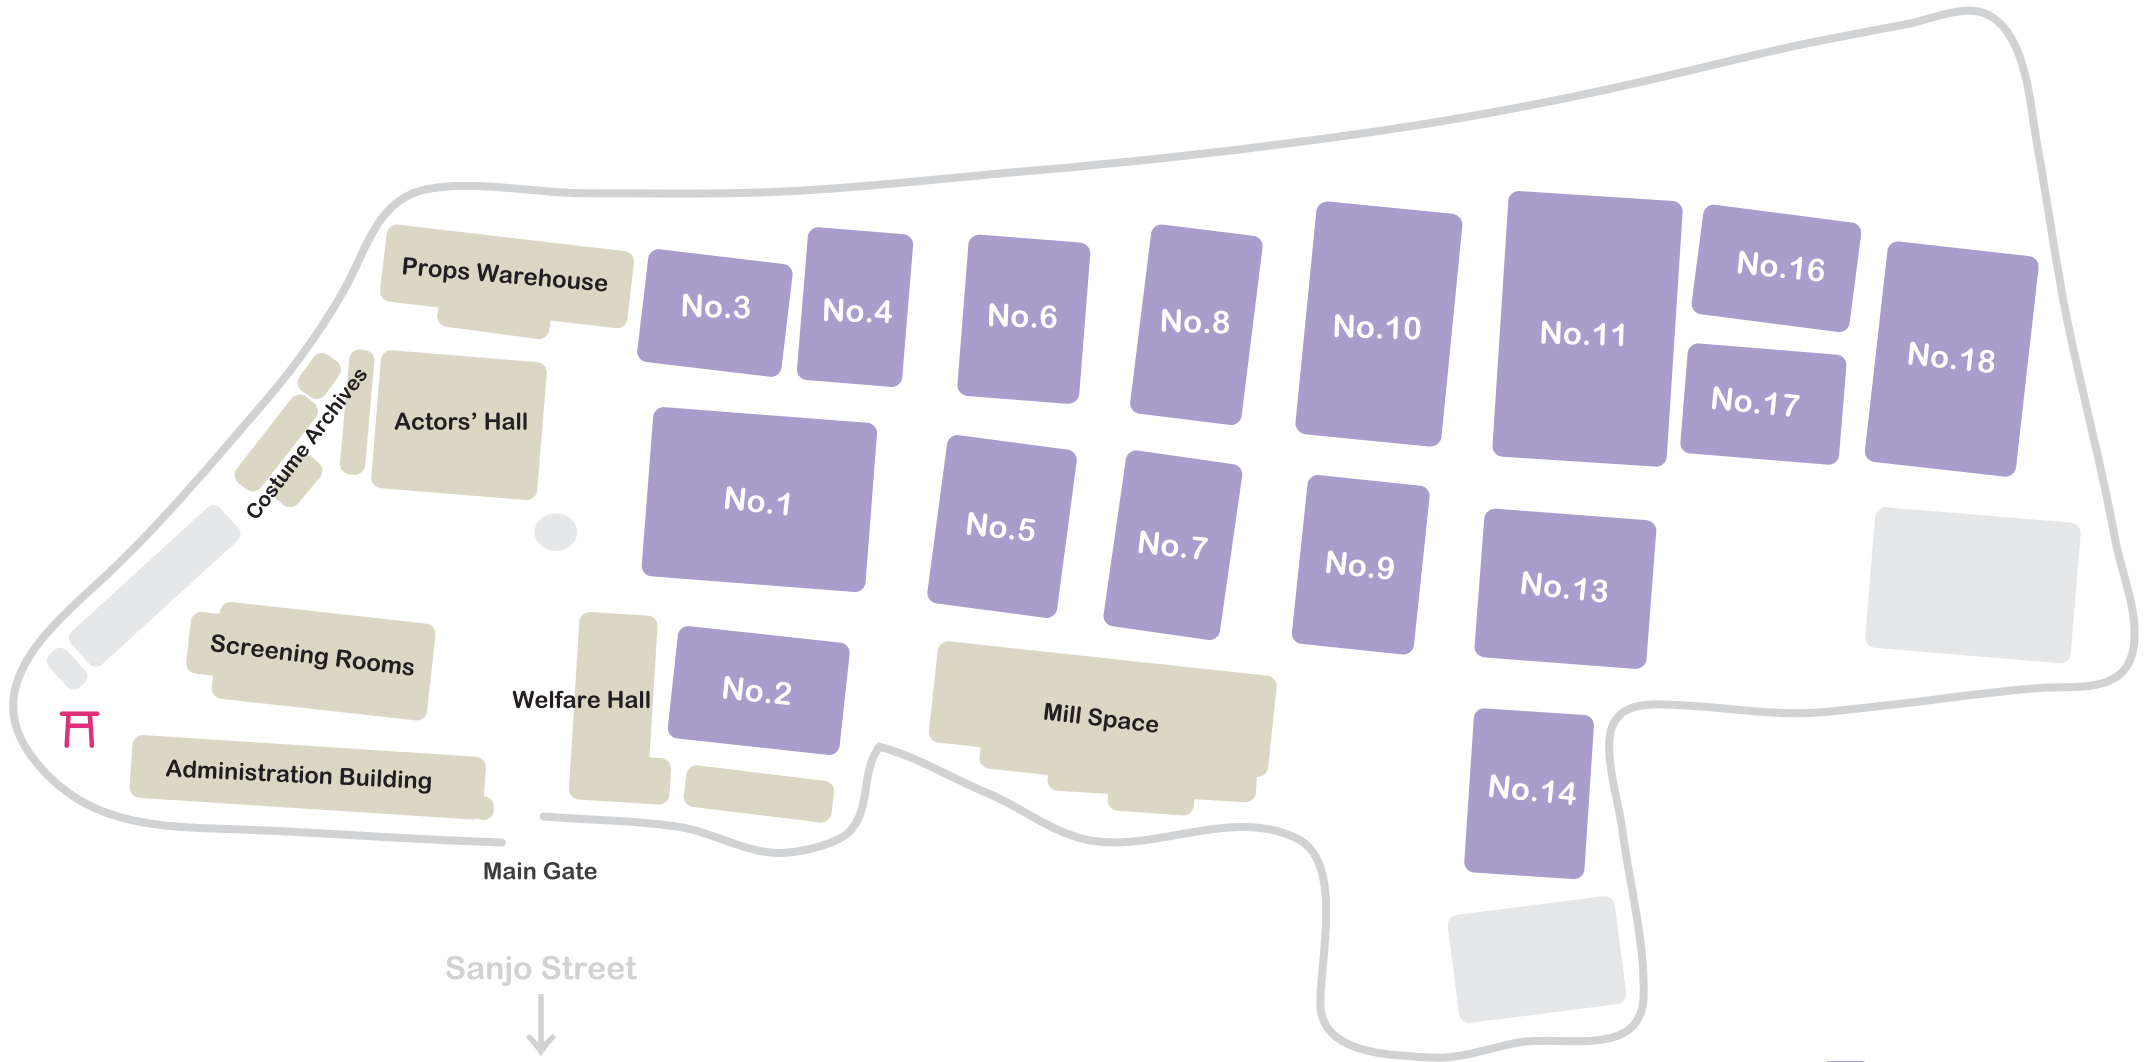 Props Warehouse
No.3
No.4
No.6
No.8
No.10
No.11
No.16
No.17
No.18
Costume Archives
Actors’ Hall
No.1
No.5
No.7
No.9
No.13
Screening Rooms
Welfare Hall
No.2
Mill Space
Administration Building
No.14
Main Gate
Sanjo Street